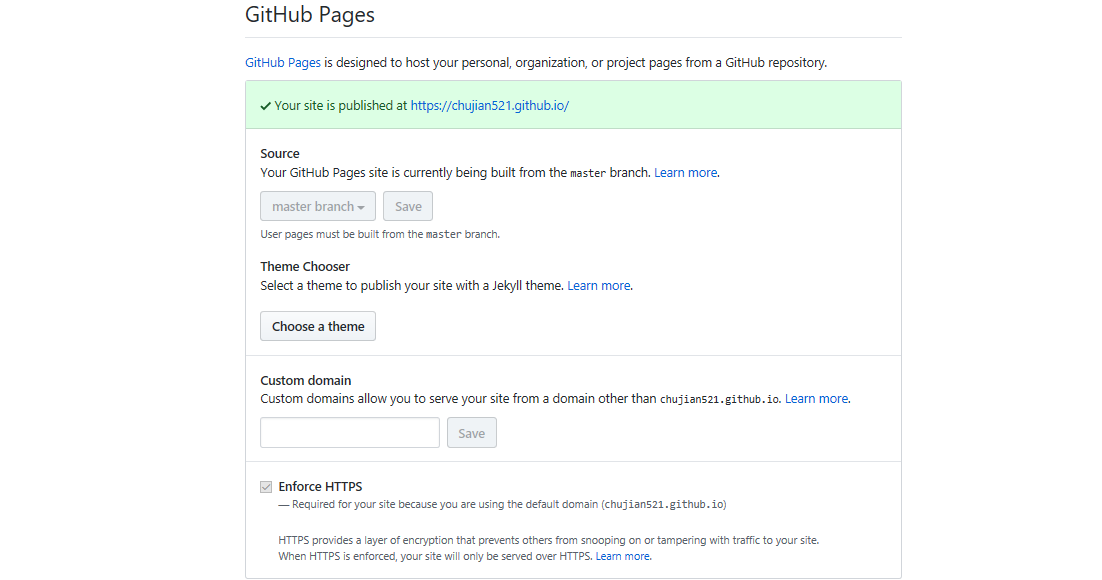 GitHub Pages
GitHub Pages is designed to host your personal, organization, or project pages from a GitHub repository.
Your site is published at https://chujian521.github.io/
Source
Your GitHub Pages site is currently being built from the master branch. Learn more.
master branch Save
User pages must be built from the master branch.
Theme Chooser
Select a theme to publish your site with a Jekyll theme. Learn more.
Choose a theme
Custom domain
Custom domains allow you to serve your site from a domain other than chujian521.github.io. Learn more.
Save
Enforce HTTPS
— Required for your site because you are using the default domain (chujian521.github.io)
HTTPS provides a layer of encryption that prevents others from snooping on or tampering with traffic to your site.
When HTTPS is enforced, your site will only be served over HTTPS. Learn more.